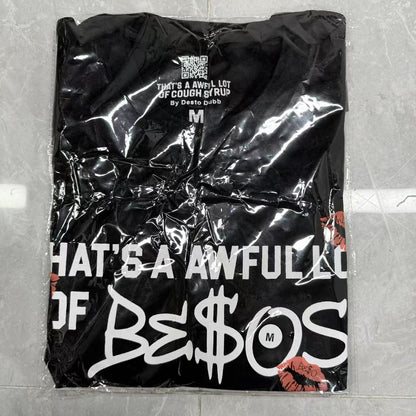 THAT'S A AWFUL LOT
OF COUGH SYRUP
By Desto Dubb
M
HAT'S A AWFUL LO
OF BE$OS
M